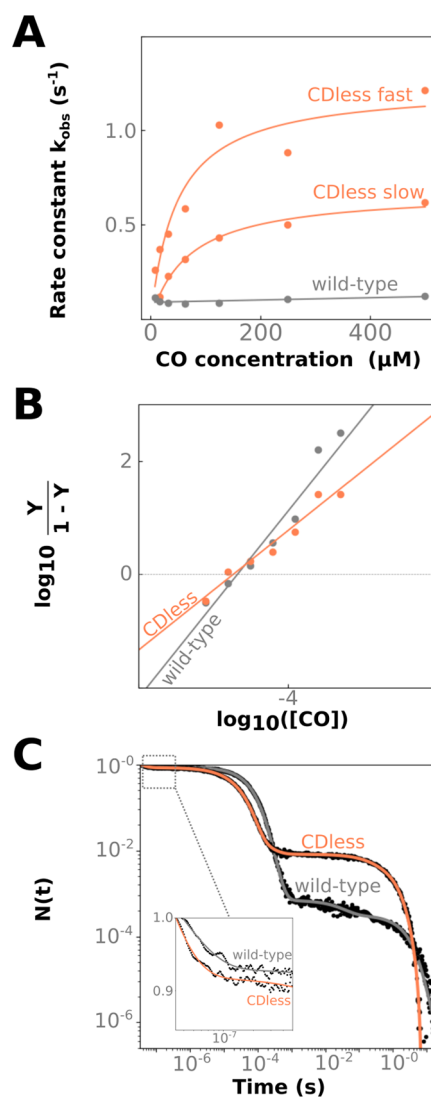 A
Rate constant kobs (s-1)
1.0
0.5
CDless fast
CDless slow
wild-type
0
200
400
CO concentration (μM)
B
log10 Y
1 - Y
2
0
CDless
wild-type
-4
log10([CO])
C
N(t)
10-0
10-2
10-4
10-6
CDless
wild-type
1.0
0.9
wild-type
CDless
10-7
10-6
10-4
10-2
10-0
Time (s)